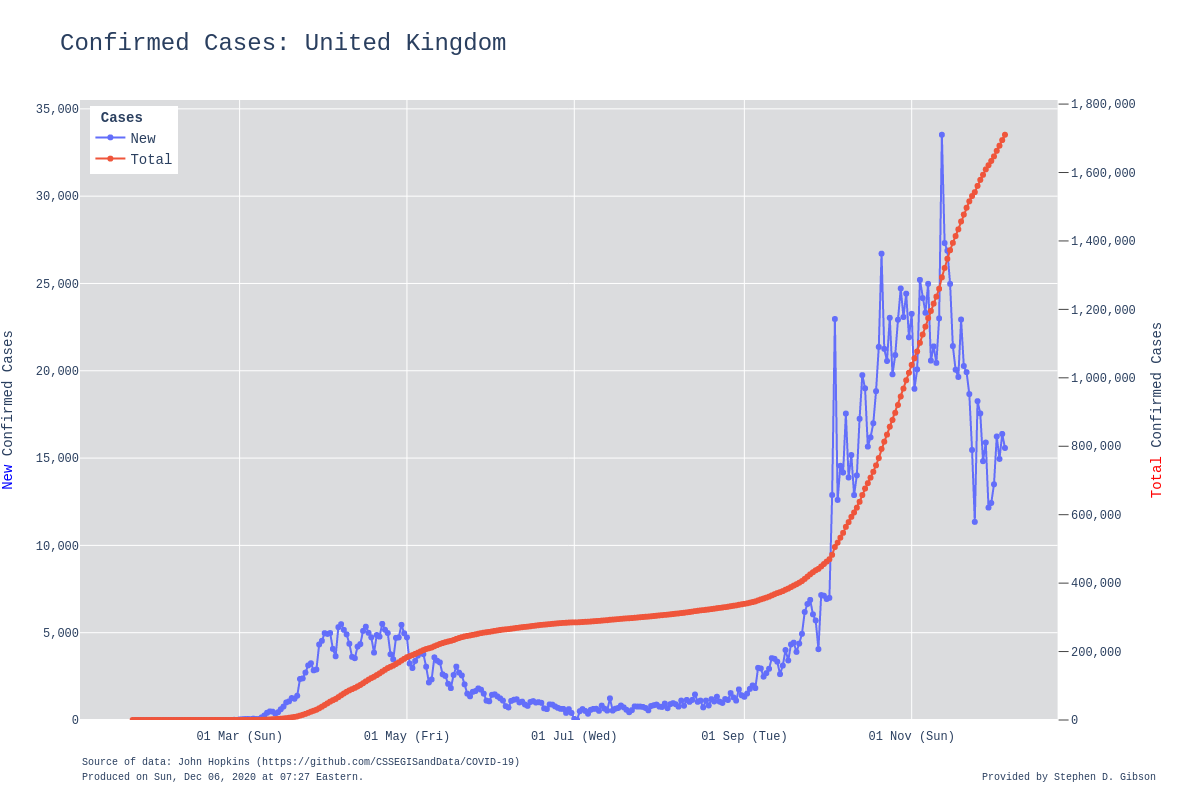 Confirmed Cases: United Kingdom
Cases
New
Total
35,000
30,000
25,000
20,000
15,000
10,000
5,000
0
New Confirmed Cases
1,800,000
1,600,000
1,400,000
1,200,000
1,000,000
800,000
600,000
400,000
200,000
0
Total Confirmed Cases
01 Mar (Sun) 01 May (Fri) 01 Jul (Wed) 01 Sep (Tue) 01 Nov (Sun)
Source of data: John Hopkins (https://github.com/CSSEGISandData/COVID-19)
Produced on Sun, Dec 06, 2020 at 07:27 Eastern.
Provided by Stephen D. Gibson